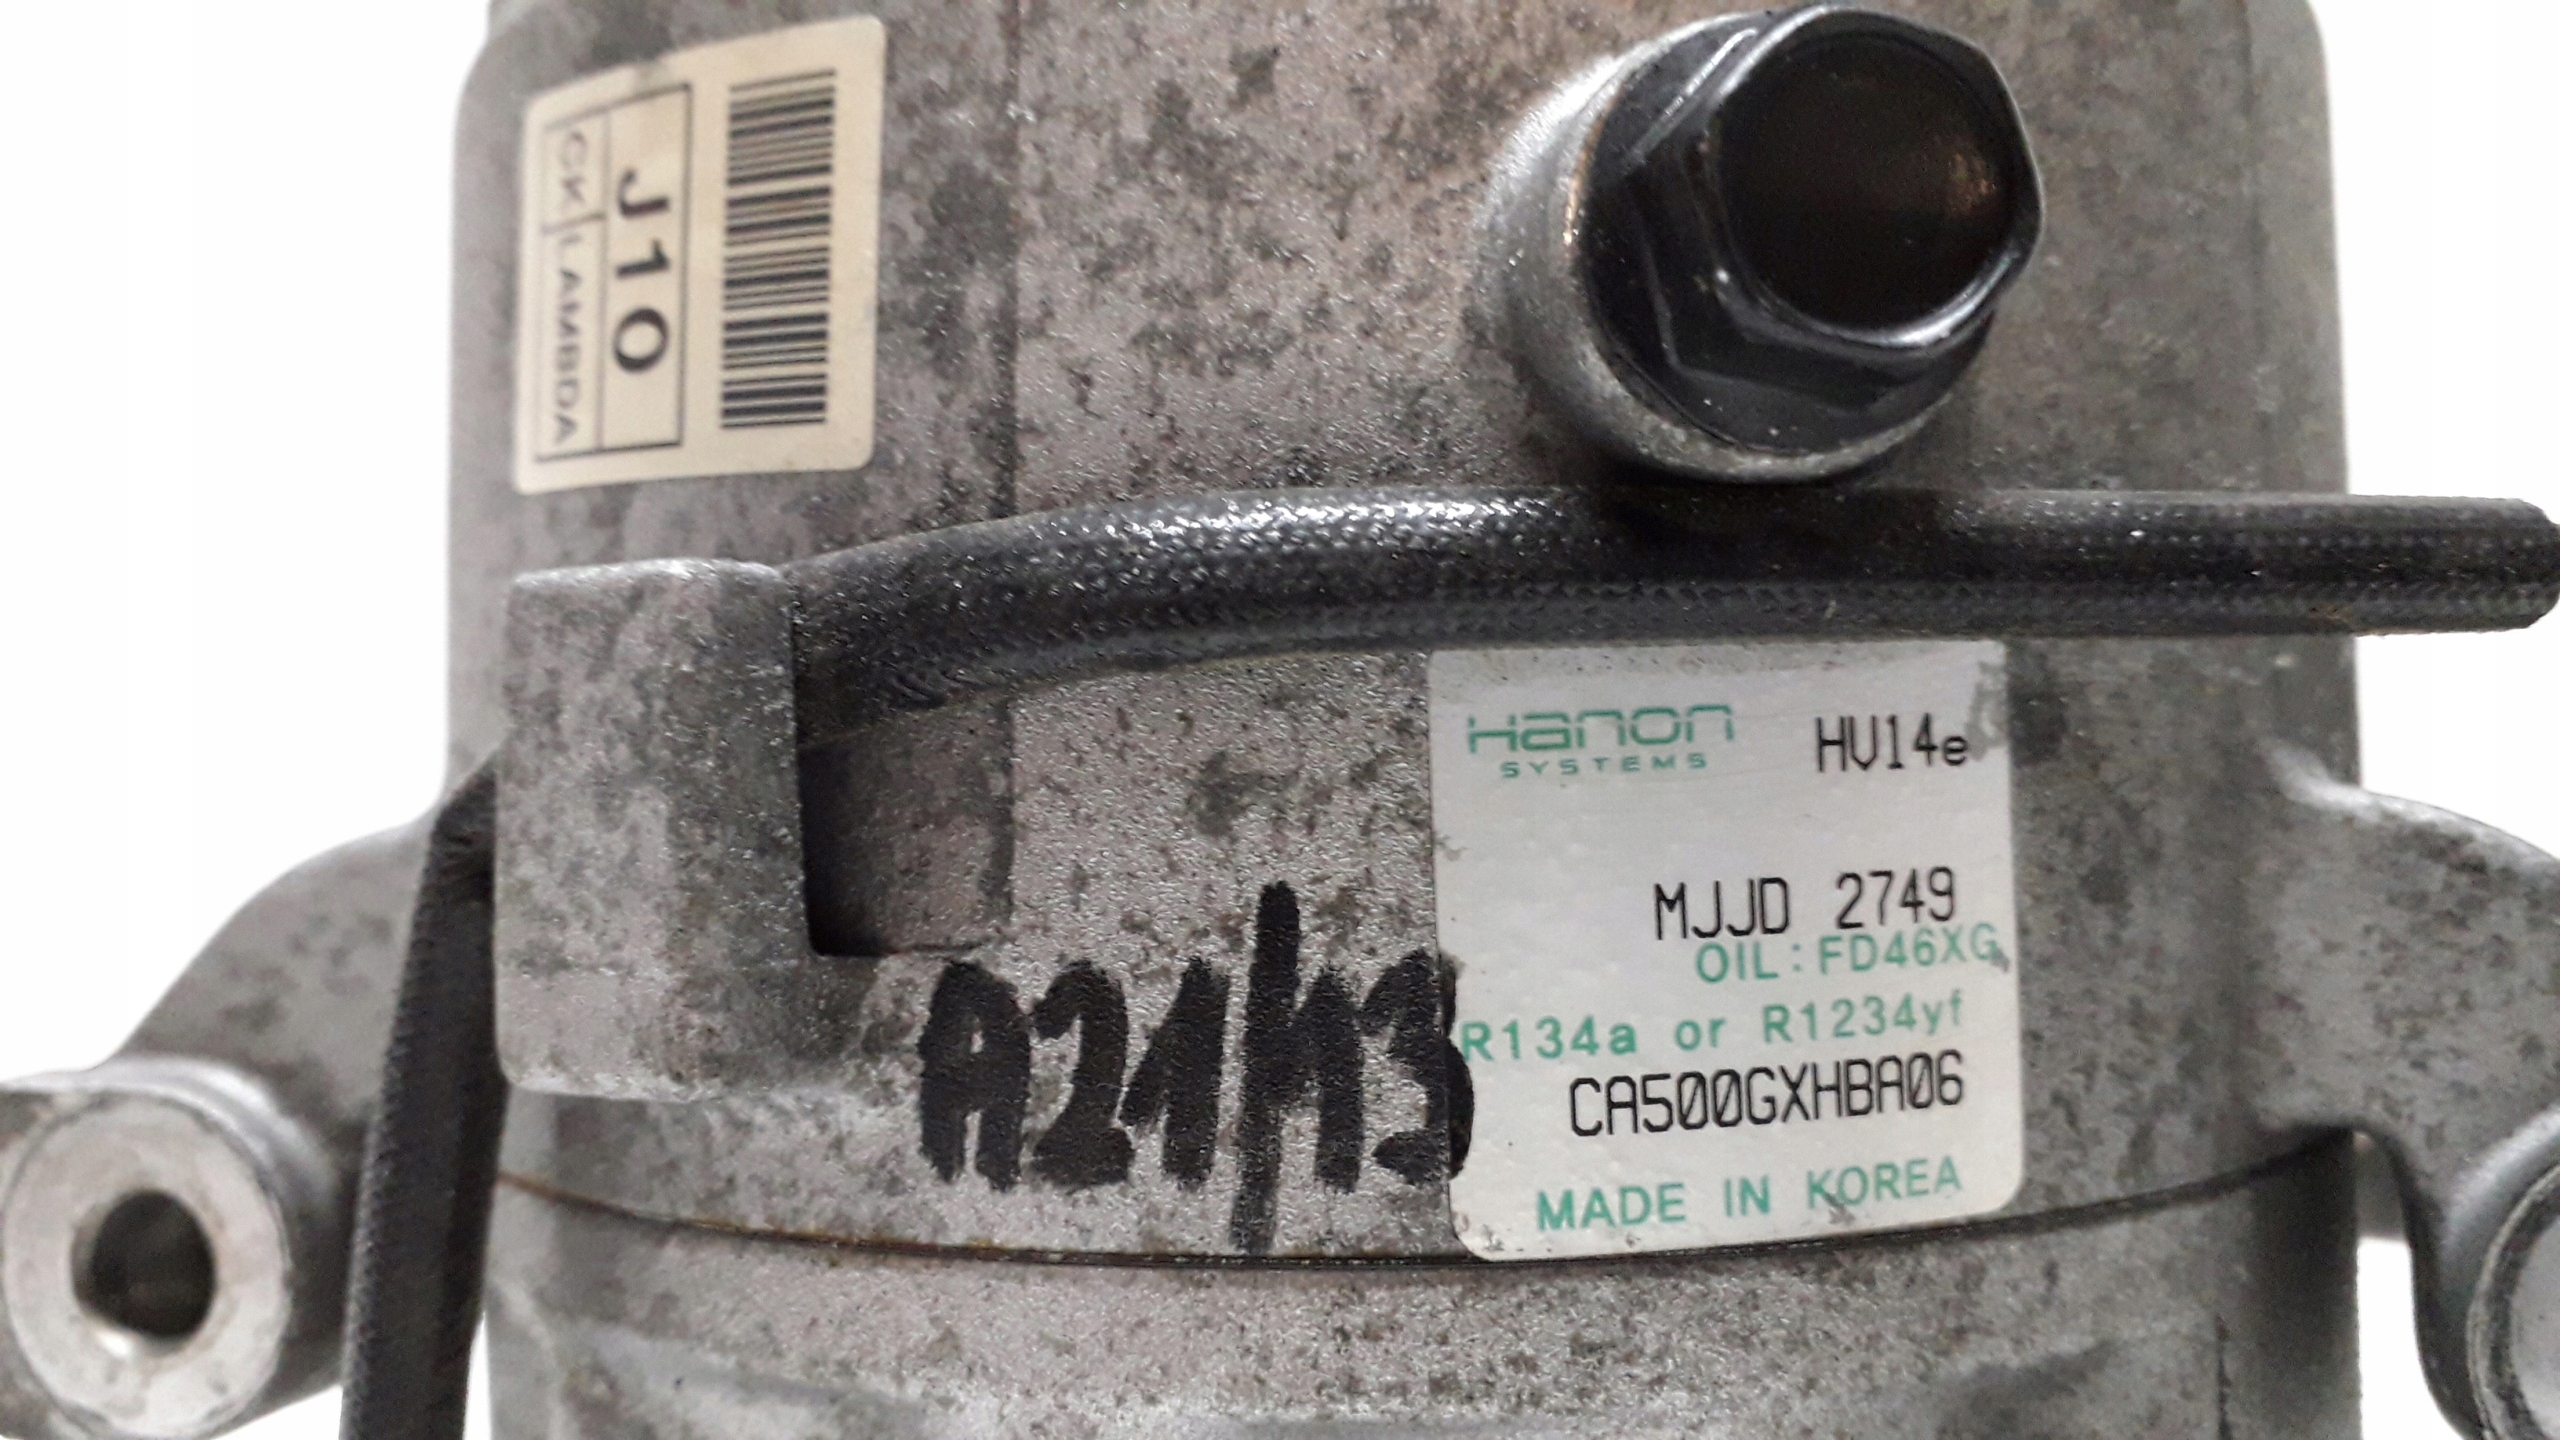 J10
CK LAMBDA
Hanon
SYSTEMS
HV14e
MJJD 2749
OIL:FD46XG
R134a or R1234yf
CA500GXHBA06
MADE IN KOREA
A21/13